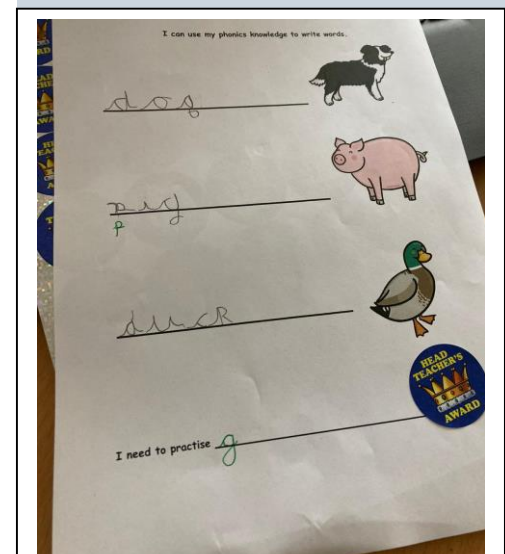 I can use my phonics knowledge to write words.
dog
pig
p
duck
HEAD
TEACHER'S
AWARD
I need to practise g